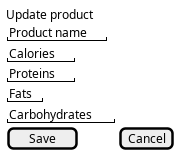 Update product
Product name
Calories
Proteins
Fats
Carbohydrates
Save Cancel